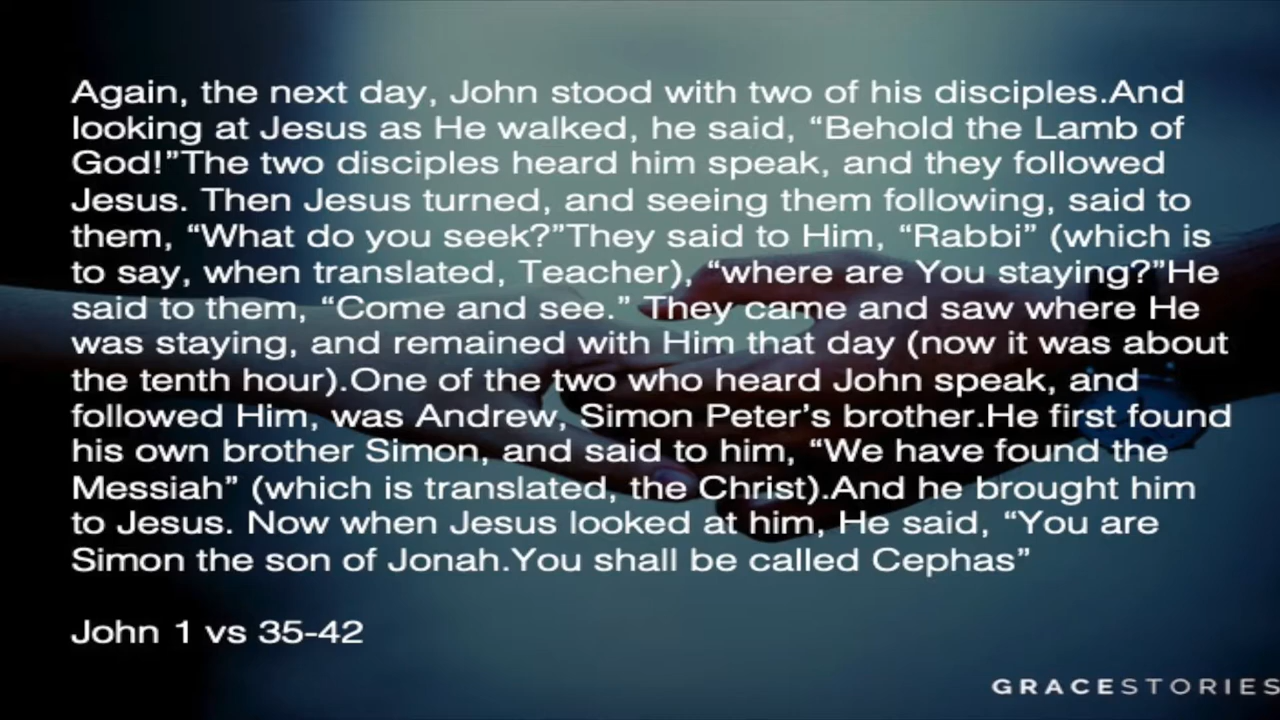 Again, the next day, John stood with two of his disciples.And
looking at Jesus as He walked, he said, “Behold the Lamb of
God!”The two disciples heard him speak, and they followed
Jesus. Then Jesus turned, and seeing them following, said to
them, “What do you seek?”They said to Him, “Rabbi” (which is
to say, when translated, Teacher), “where are You staying?”He
said to them, “Come and see.” They came and saw where He
was staying, and remained with Him that day (now it was about
the tenth hour).One of the two who heard John speak, and
followed Him, was Andrew, Simon Peter’s brother.He first found
his own brother Simon, and said to him, “We have found the
Messiah” (which is translated, the Christ).And he brought him
to Jesus. Now when Jesus looked at him, He said, “You are
Simon the son of Jonah.You shall be called Cephas”
John 1 vs 35-42
GRACESTORIES